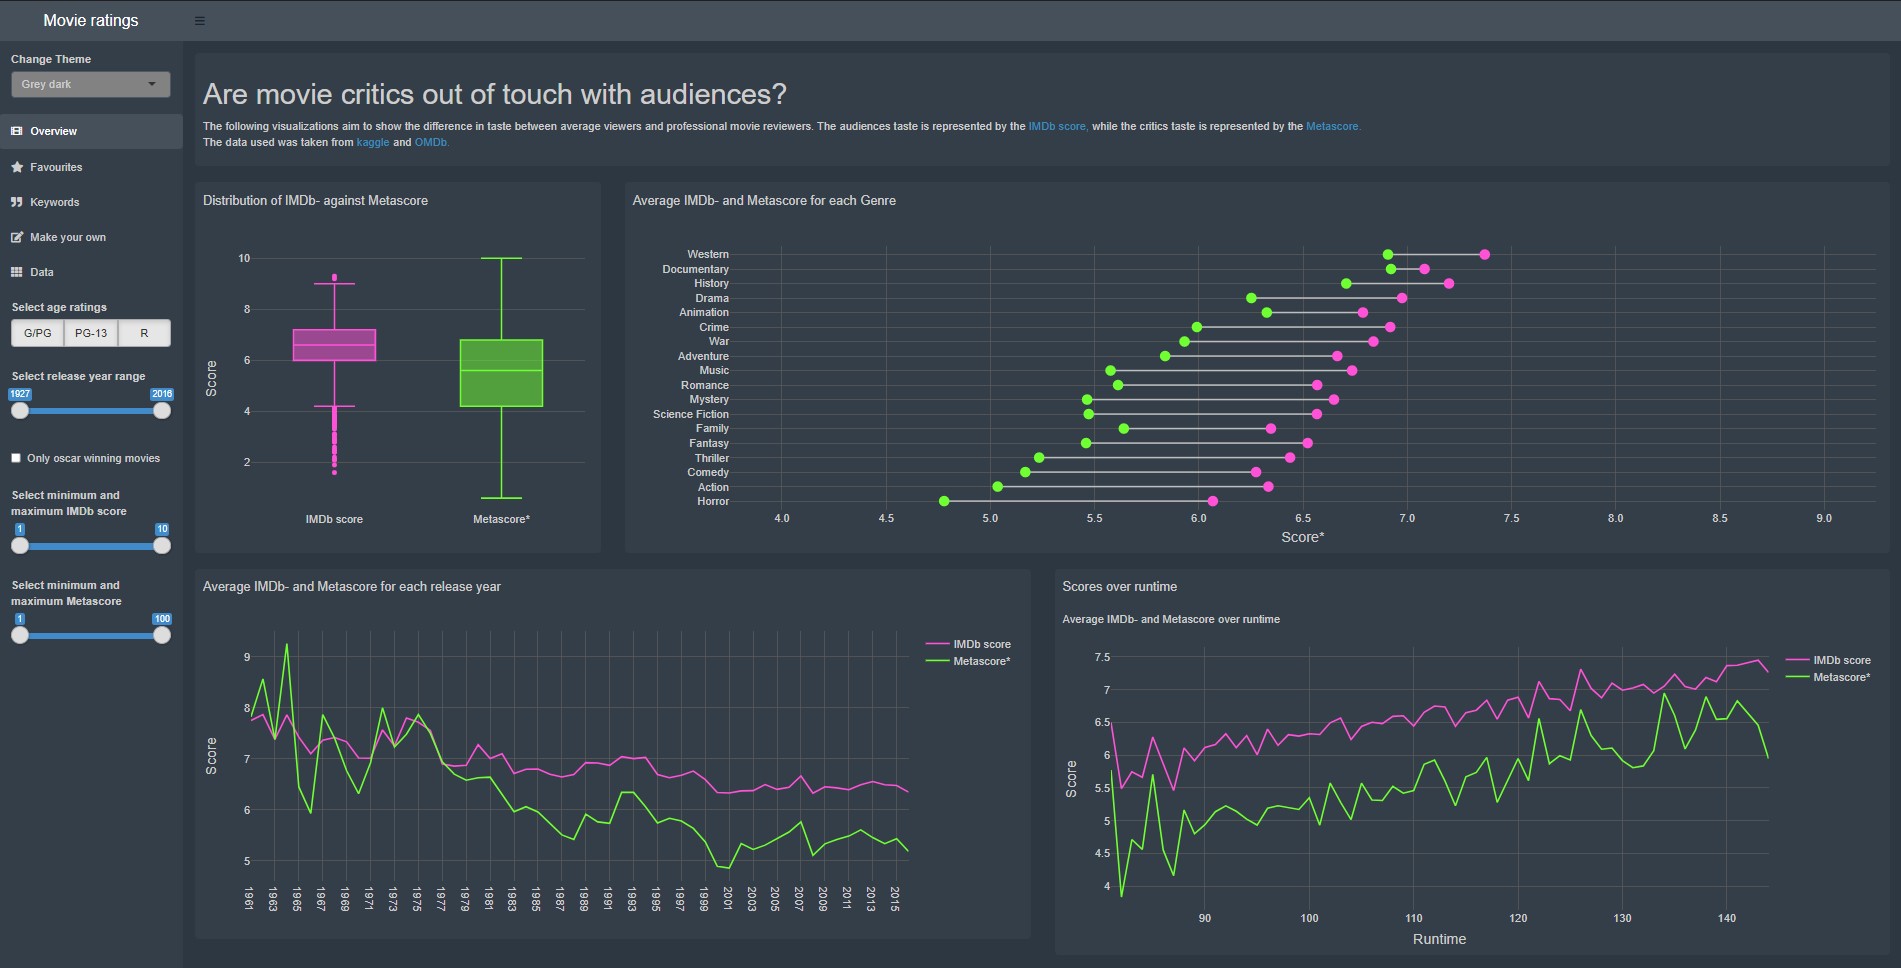 Movie ratings
Change Theme
Grey dark
Overview
Favourites
Keywords
Make your own
Data
Select age ratings
G/PG PG-13 R
Select release year range
1927 2016
Only oscar winning movies
Select minimum and
maximum IMDb score
1 10
Select minimum and
maximum Metascore
1 100
Are movie critics out of touch with audiences?
The following visualizations aim to show the difference in taste between average viewers and professional movie reviewers. The audiences taste is represented by the IMDb score, while the critics taste is represented by the Metascore.
The data used was taken from kaggle and OMDb.
Distribution of IMDb- against Metascore
Score
10
8
6
4
2
IMDb score Metascore*
Average IMDb- and Metascore for each Genre
Western
Documentary
History
Drama
Animation
Crime
War
Adventure
Music
Romance
Mystery
Science Fiction
Family
Fantasy
Thriller
Comedy
Action
Horror
4.0 4.5 5.0 5.5 6.0 6.5 7.0 7.5 8.0 8.5 9.0
Score*
Average IMDb- and Metascore for each release year
IMDb score
Metascore*
Score
9
8
7
6
5
1961 1963 1965 1967 1969 1971 1973 1975 1977 1979 1981 1983 1985 1987 1989 1991 1993 1995 1997 1999 2001 2003 2005 2007 2009 2011 2013 2015
Scores over runtime
Average IMDb- and Metascore over runtime
IMDb score
Metascore*
Score
7.5
7
6.5
6
5.5
5
4.5
4
90 100 110 120 130 140
Runtime